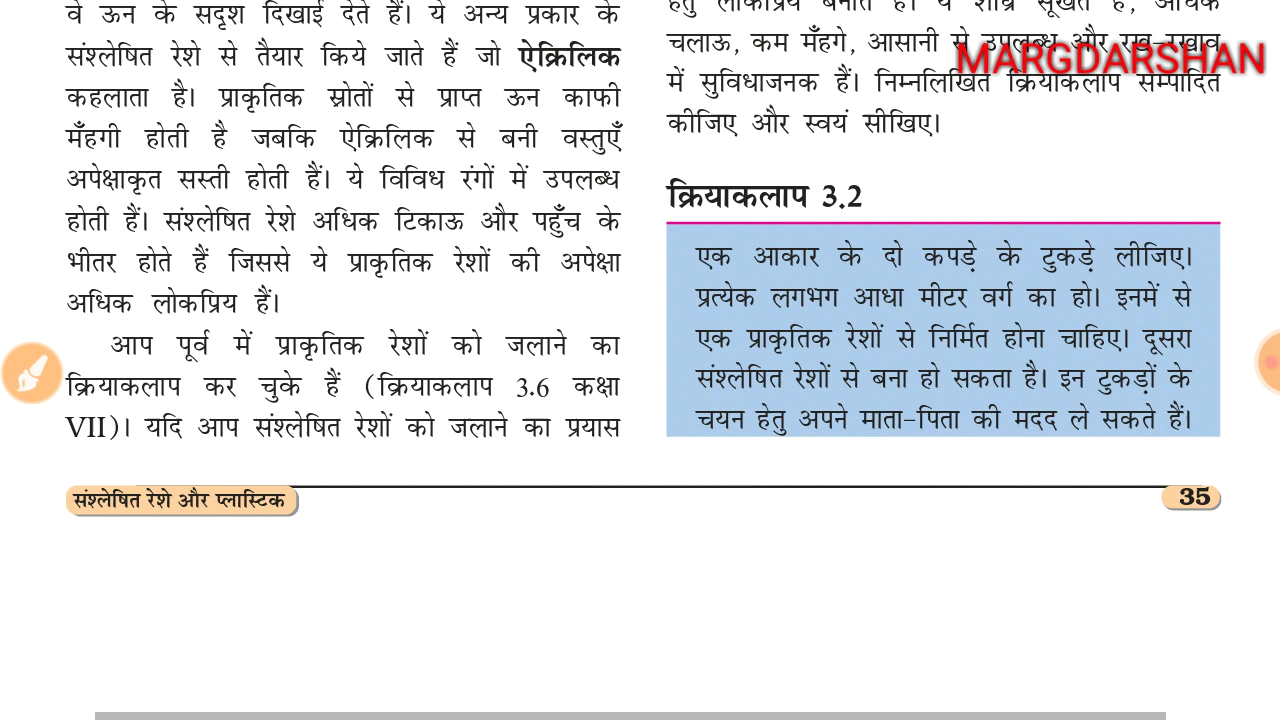 वे ऊन के सदृश दिखाई देते हैं। ये अन्य प्रकार के
संश्लेषित रेशे से तैयार किये जाते हैं जो ऐक्रिलिक
कहलाता है। प्राकृतिक स्रोतों से प्राप्त ऊन काफी
मँहगी होती है जबकि ऐक्रिलिक से बनी वस्तुएँ
अपेक्षाकृत सस्ती होती हैं। ये विविध रंगों में उपलब्ध
होती हैं। संश्लेषित रेशे अधिक टिकाऊ और पहुँच के
भीतर होते हैं जिससे ये प्राकृतिक रेशों की अपेक्षा
अधिक लोकप्रिय हैं।
आप पूर्व में प्राकृतिक रेशों को जलाने का
क्रियाकलाप कर चुके हैं (क्रियाकलाप 3.6 कक्षा
VII)। यदि आप संश्लेषित रेशों को जलाने का प्रयास
हेतु लोकप्रिय बनाते हैं। ये शीघ्र सूखते हैं, अधिक
चलाऊ, कम मँहगे, आसानी से उपलब्ध और रख-रखाव
में सुविधाजनक हैं। निम्नलिखित क्रियाकलाप सम्पादित
कीजिए और स्वयं सीखिए।
MARGDARSHAN
क्रियाकलाप 3.2
एक आकार के दो कपड़े के टुकड़े लीजिए।
प्रत्येक लगभग आधा मीटर वर्ग का हो। इनमें से
एक प्राकृतिक रेशों से निर्मित होना चाहिए। दूसरा
संश्लेषित रेशों से बना हो सकता है। इन टुकड़ों के
चयन हेतु अपने माता-पिता की मदद ले सकते हैं।
संश्लेषित रेशे और प्लास्टिक
35